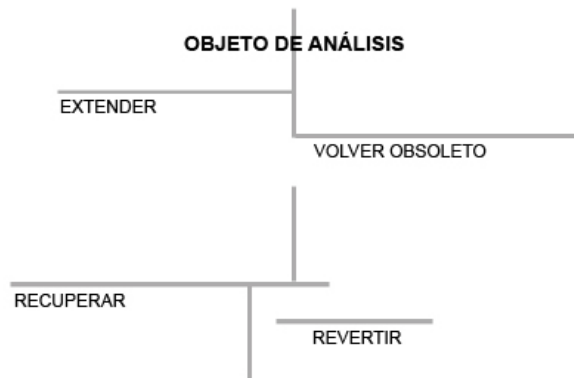 OBJETO DE ANÁLISIS
EXTENDER
VOLVER OBSOLETO
RECUPERAR
REVERTIR